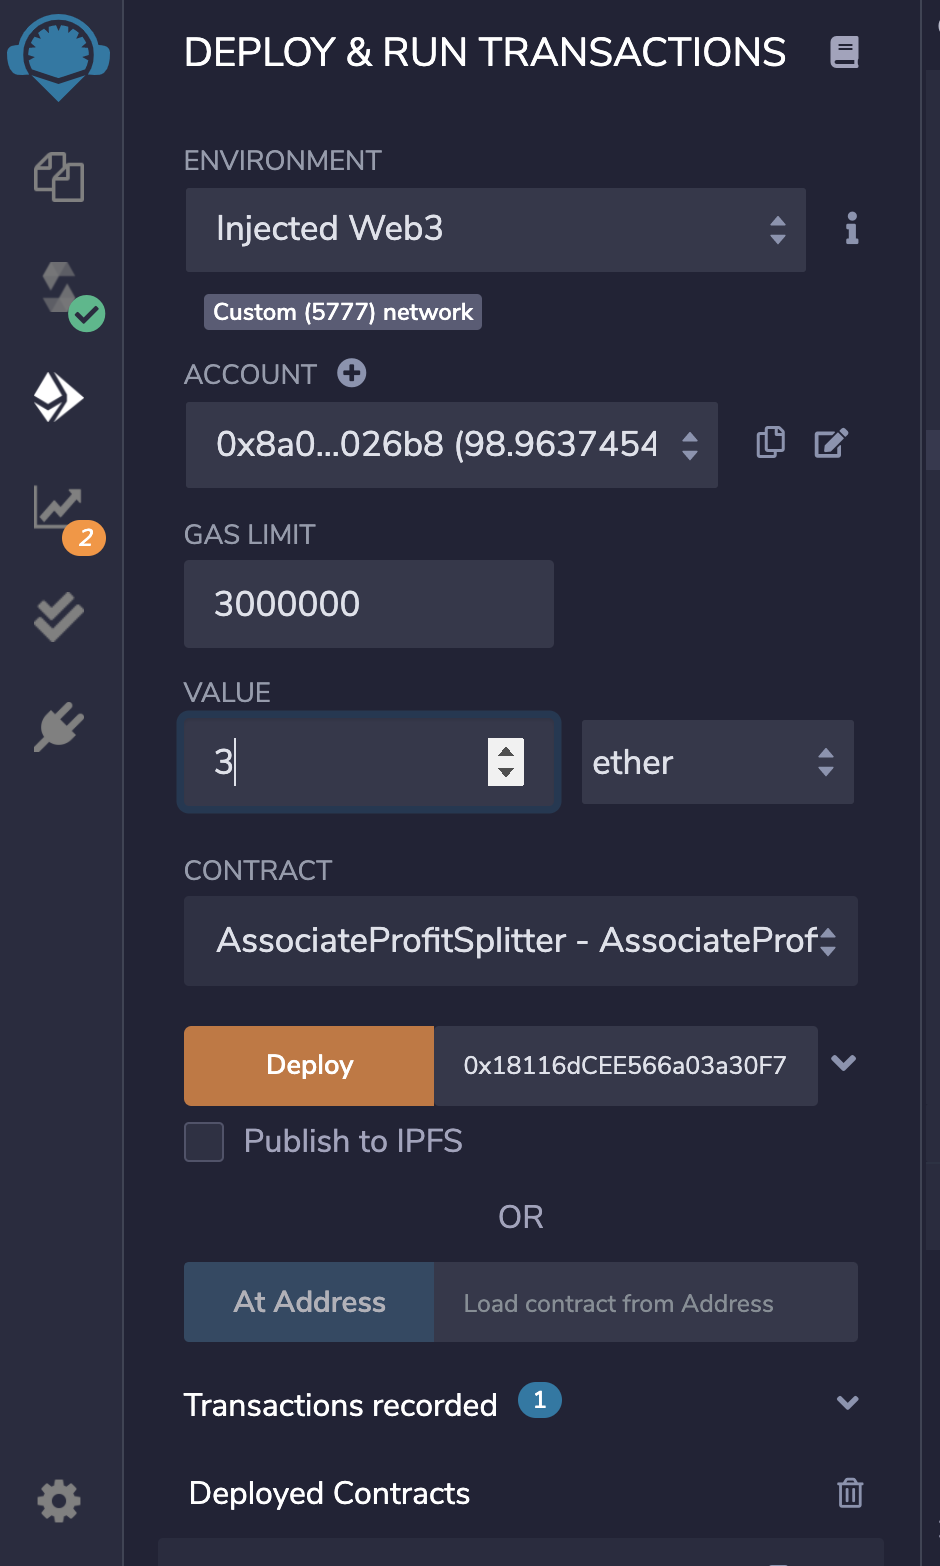 DEPLOY & RUN TRANSACTIONS
ENVIRONMENT
Injected Web3
Custom (5777) network
ACCOUNT
0x8a0...026b8 (98.9637454
GAS LIMIT
3000000
2
VALUE
3
ether
CONTRACT
AssociateProfitSplitter - AssociateProf
Deploy
0x18116dCEE566a03a30F7
Publish to IPFS
OR
At Address
Load contract from Address
Transactions recorded 1
Deployed Contracts